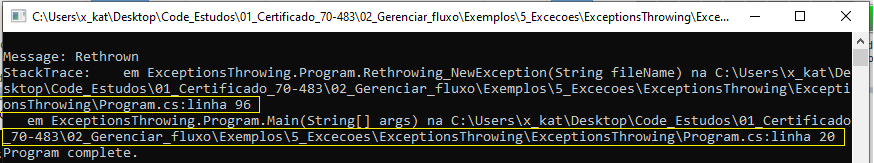 C:\Users\x_kat\Desktop\Code_Estudos\01_Certificado_70-483\02_Gerenciar_fluxo\Exemplos\5_Excecoes\ExceptionsThrowing\Exce...
Message: Rethrown
StackTrace:    em ExceptionsThrowing.Program.Rethrowing_NewException(String fileName) na C:\Users\x_kat\De
sktop\Code_Estudos\01_Certificado_70-483\02_Gerenciar_fluxo\Exemplos\5_Excecoes\ExceptionsThrowing\Excepti
onsThrowing\Program.cs:linha 96
   em ExceptionsThrowing.Program.Main(String[] args) na C:\Users\x_kat\Desktop\Code_Estudos\01_Certificado
_70-483\02_Gerenciar_fluxo\Exemplos\5_Excecoes\ExceptionsThrowing\ExceptionsThrowing\Program.cs:linha 20
Program complete.